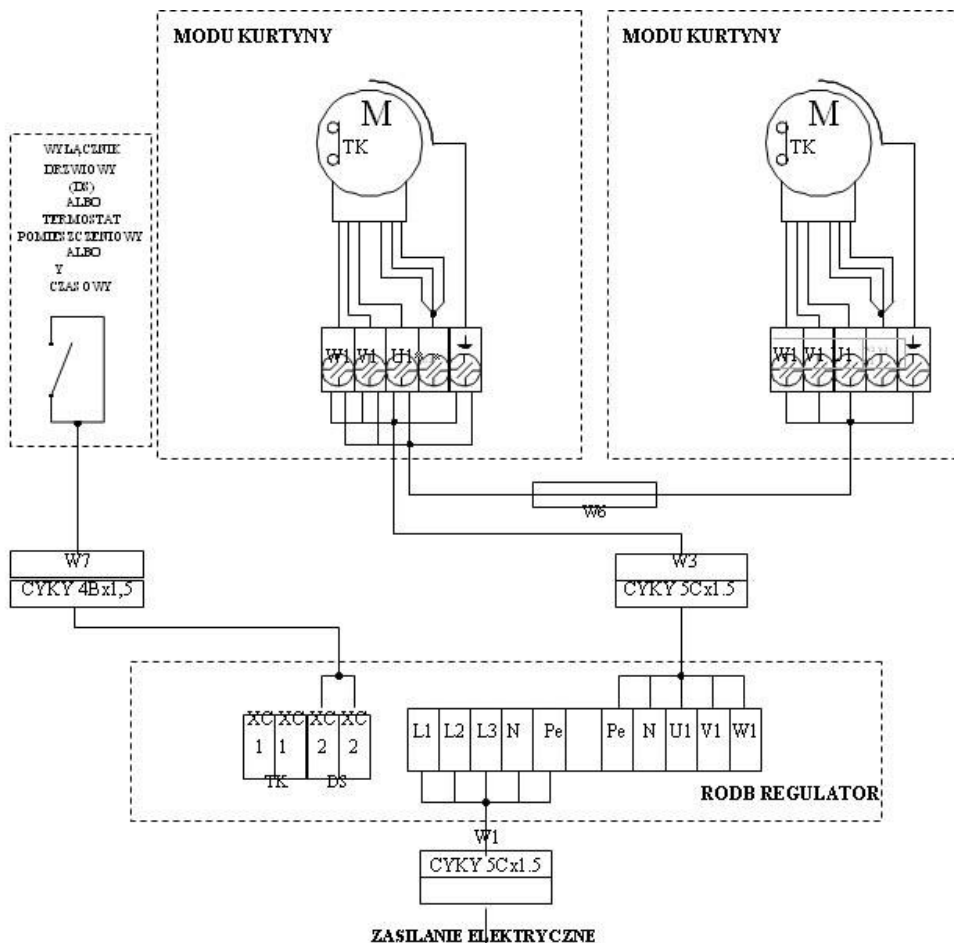 MODU KURTYNY
MODU KURTYNY
M
TK
M
TK
WYŁĄCZNIK
DRZWIOWY
(DS)
ALBO
TERMOSTAT
POMIESZCZENIOWY
ALBO
Y
CZASOWY
W1 V1 U1
W1 V1 U1
W6
W7
CYKY 4Bx1,5
W3
CYKY 5Cx1.5
XC XC XC XC
1 1 2 2
TK DS
L1 L2 L3 N Pe Pe N U1 V1 W1
RODB REGULATOR
W1
CYKY 5Cx1.5
ZASILANIE ELEKTRYCZNE